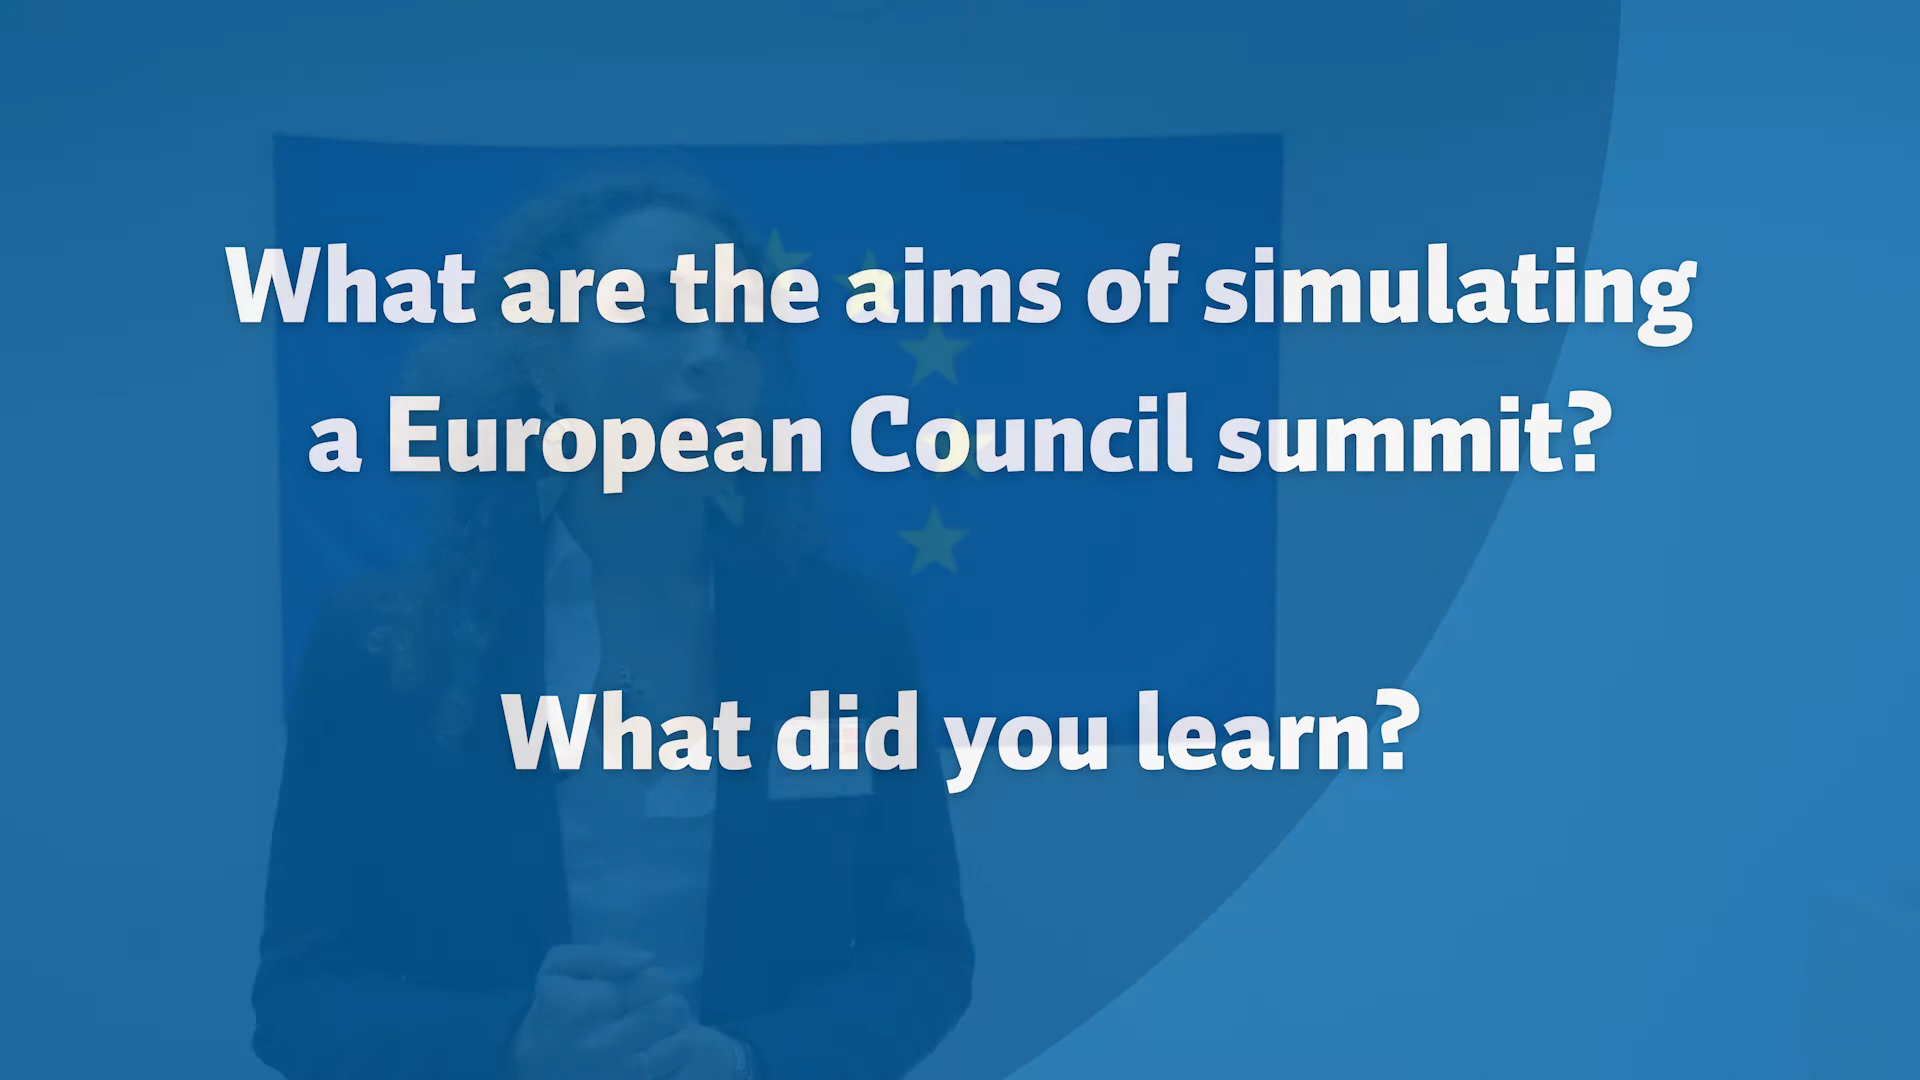 What are the aims of simulating
a European Council summit?
What did you learn?